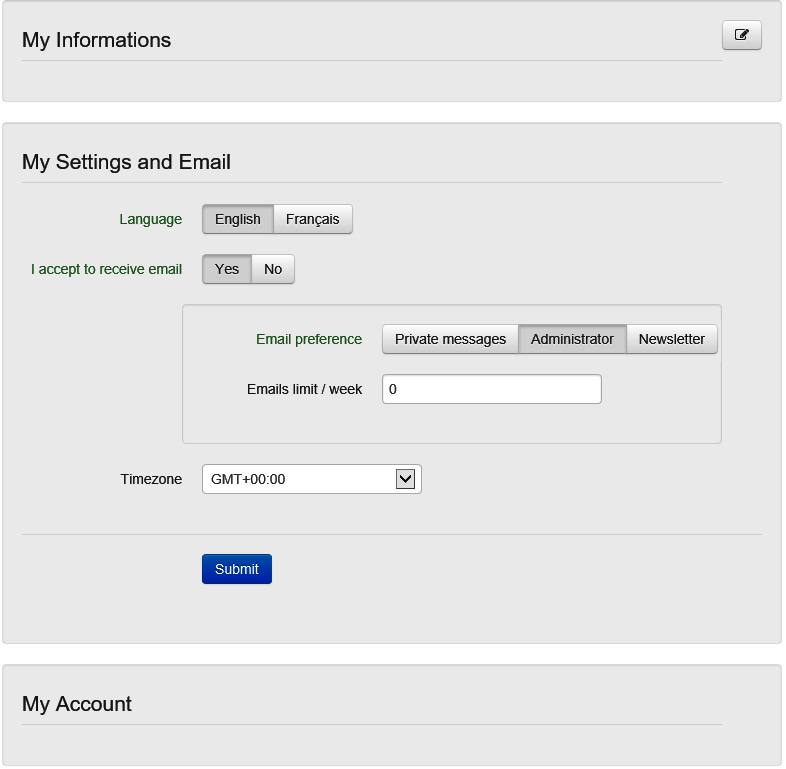 My Informations
My Settings and Email
Language English Français
I accept to receive email Yes No
Email preference Private messages Administrator Newsletter
Emails limit / week 0
Timezone GMT+00:00
Submit
My Account